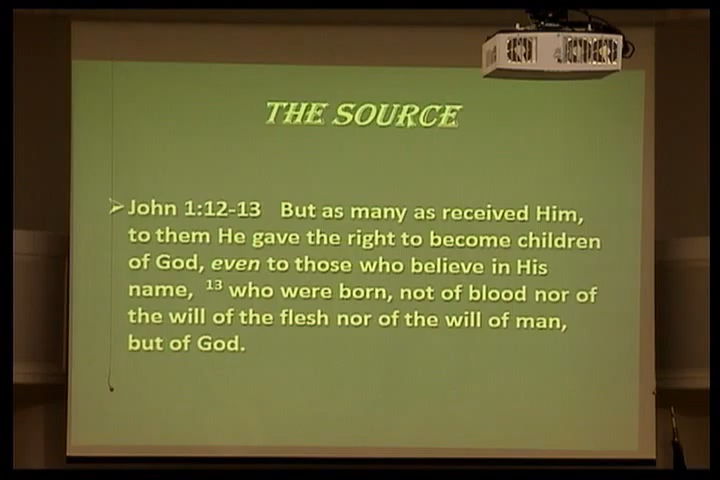 THE SOURCE
John 1:12-13 But as many as received Him,
to them He gave the right to become children
of God, even to those who believe in His
name, 13 who were born, not of blood nor of
the will of the flesh nor of the will of man,
but of God.